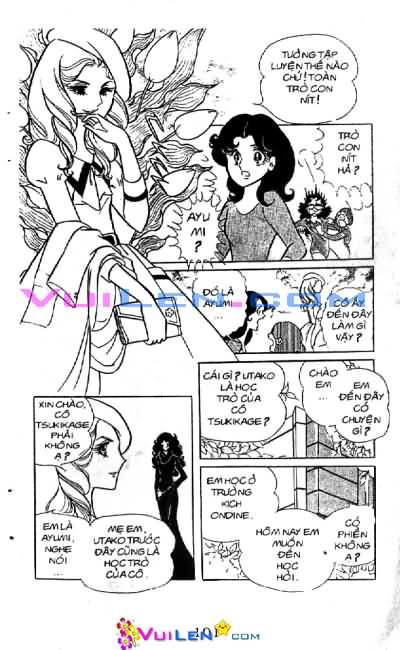 TƯỞNG TẬP
LUYỆN THẾ NÀO
CHỨ! TOÀN
TRÒ CON
NÍT!
TRÒ
CON
NÍT HẢ?
AYU
MI?
ĐÓ LÀ
AYUMI...
CÔ ẤY
ĐẾN ĐÂY
LÀM GÌ
VẬY?
VuiLen.com
CHÀO
EM
...
EM
ĐẾN ĐÂY
CÓ
CHUYỆN
GÌ?
CÁI GÌ? UTAKO
LÀ HỌC
TRÒ CỦA
CÔ
TSUKIKAGE?
XIN CHÀO,
CÔ
TSUKIKAGE,
PHẢI
KHÔNG
Ạ?
EM LÀ
AYUMI,
NGHE
NÓI...
MẸ EM,
UTAKO TRƯỚC
ĐÂY CŨNG LÀ
HỌC TRÒ
CỦA CÔ.
EM HỌC Ở
TRƯỜNG
KỊCH
ONDINE.
HÔM NAY EM
MUỐN
ĐẾN
HỌC
HỎI.
CÓ
PHIỀN
KHÔNG
Ạ?
101
VuiLen.com